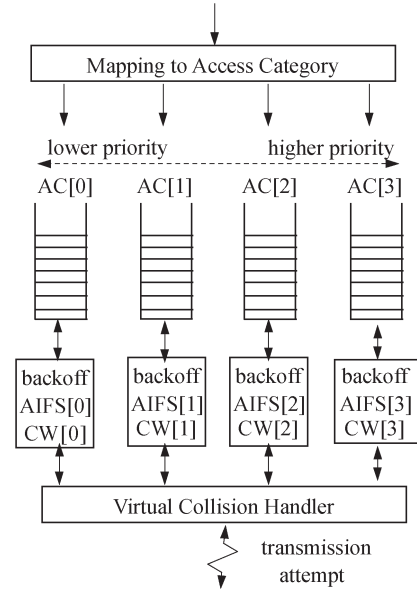 Mapping to Access Category
lower priority higher priority
AC[0] AC[1] AC[2] AC[3]
backoff backoff backoff backoff
AIFS[0] AIFS[1] AIFS[2] AIFS[3]
CW[0] CW[1] CW[2] CW[3]
Virtual Collision Handler
transmission
attempt